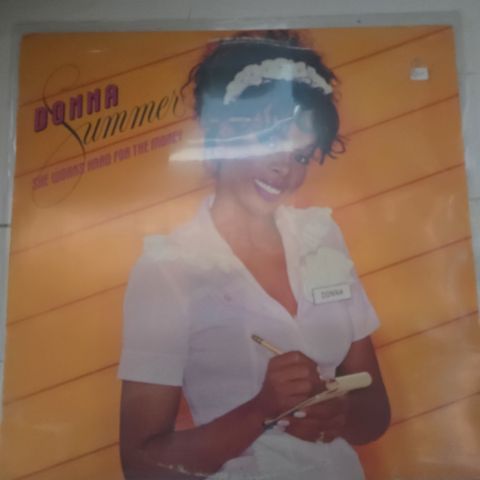 DONNA
Summer
SHE WORKS HARD FOR THE MONEY
DONNA